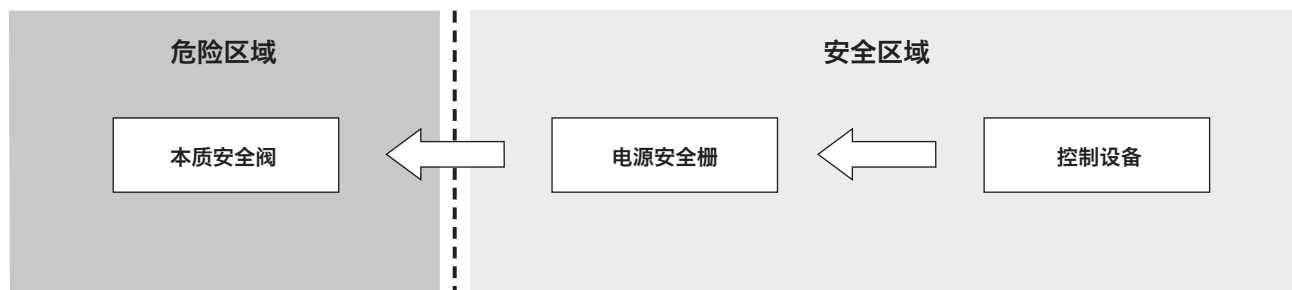 危险区域
安全区域
本质安全阀
电源安全栅
控制设备